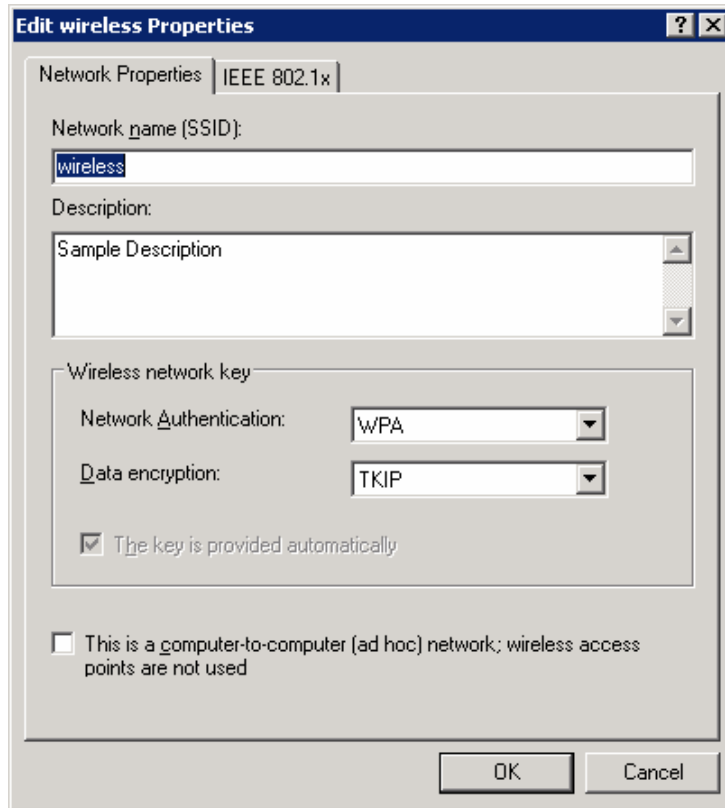 Edit wireless Properties
Network Properties
IEEE 802.1x
Network name (SSID):
wireless
Description:
Sample Description
Wireless network key
Network Authentication:
WPA
Data encryption:
TKIP
The key is provided automatically
This is a computer-to-computer (ad hoc) network; wireless access
points are not used
OK
Cancel